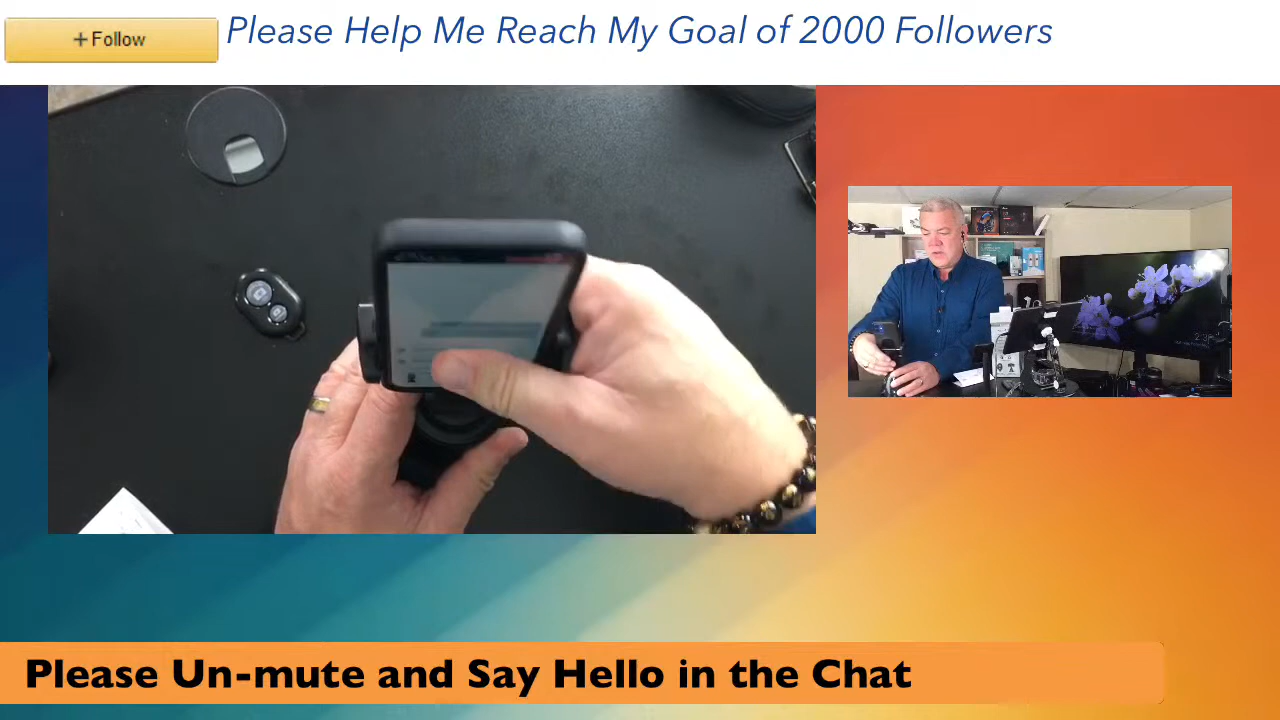 +Follow
Please Help Me Reach My Goal of 2000 Followers
Please Un-mute and Say Hello in the Chat